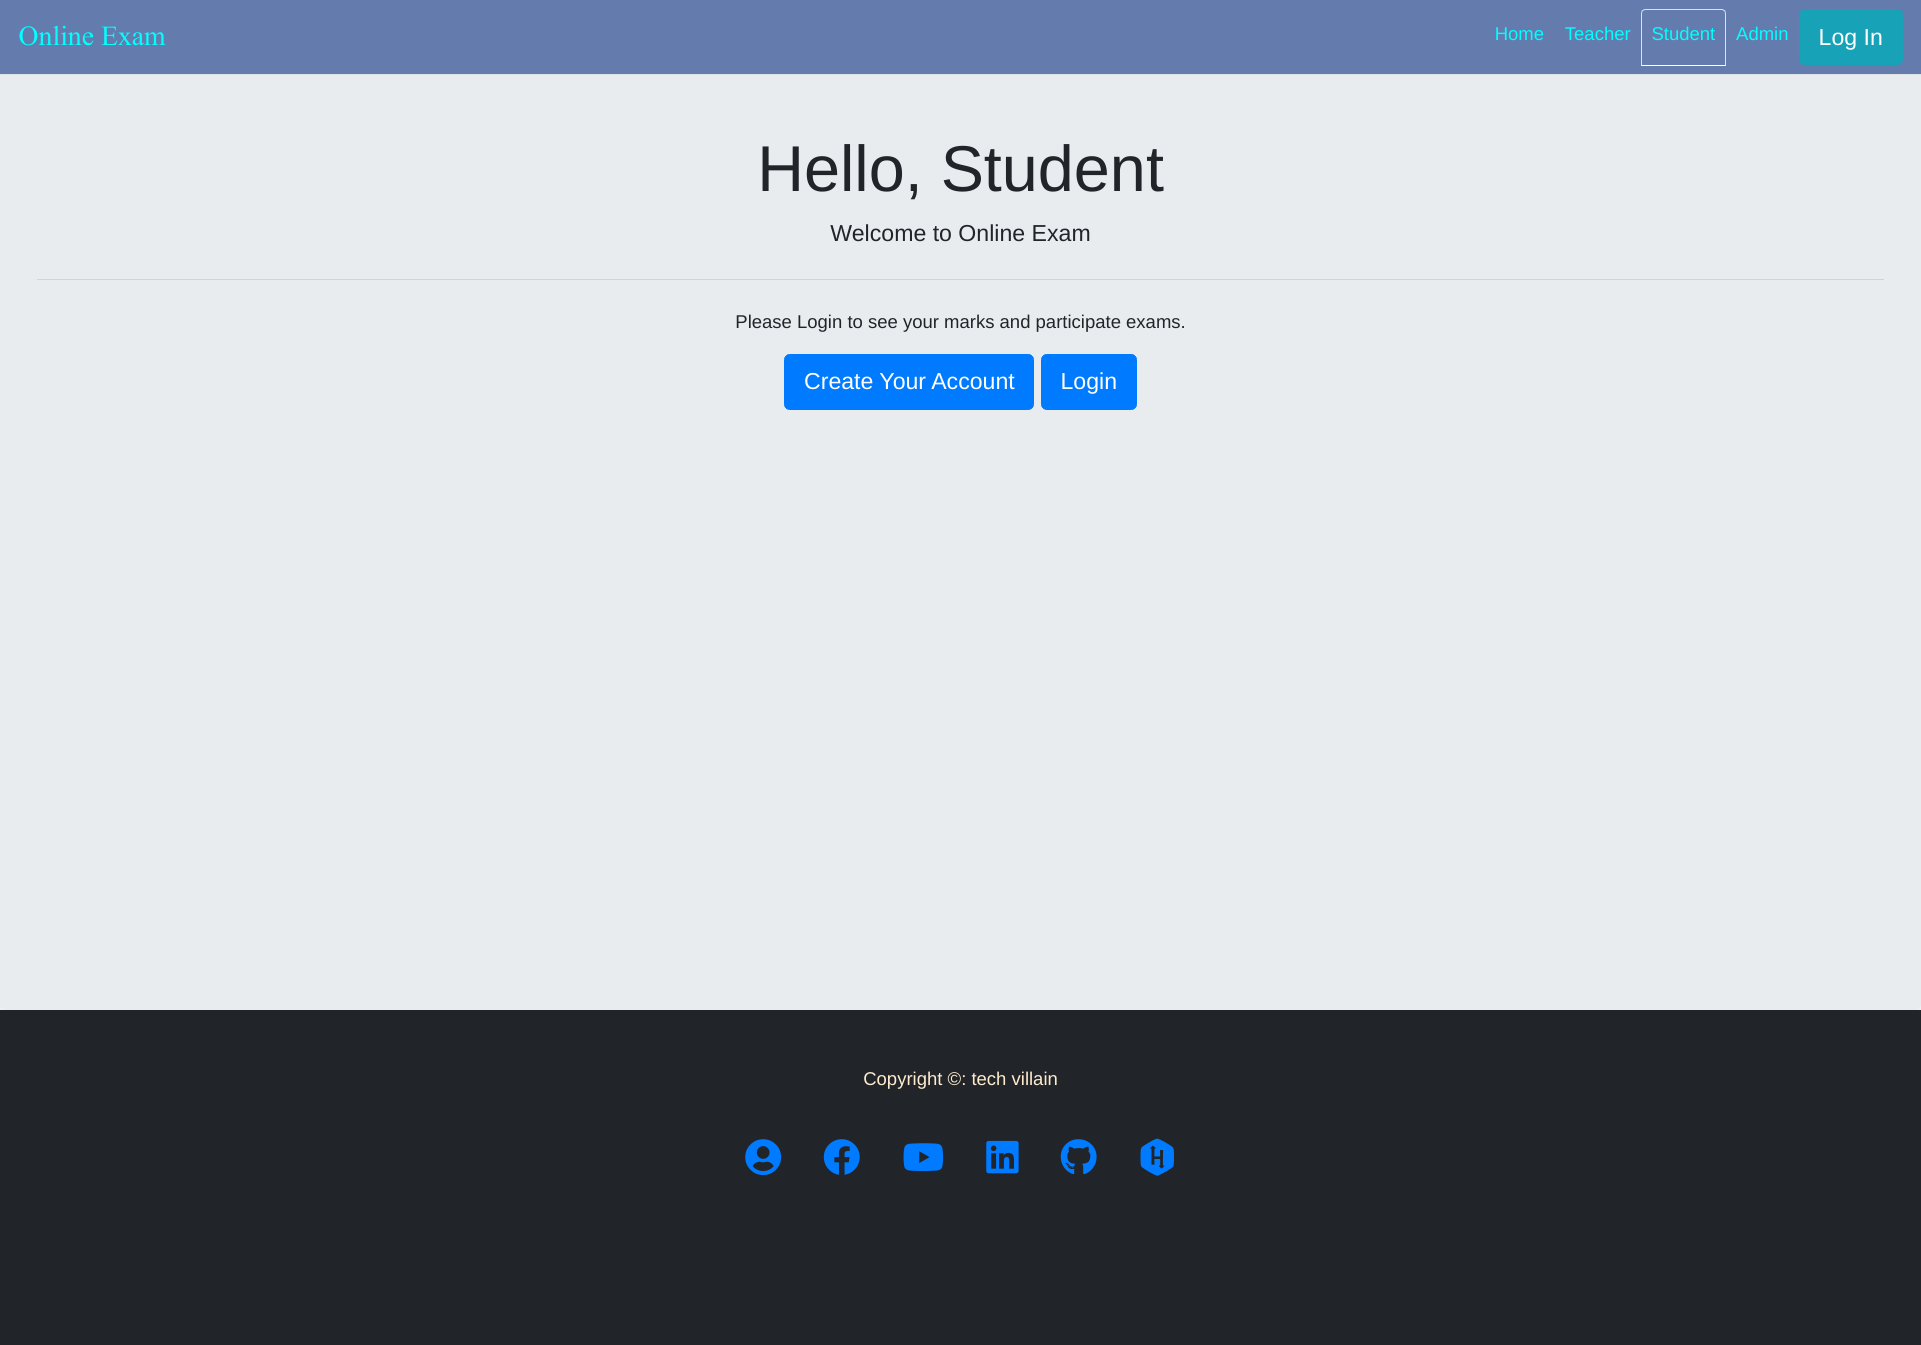 Online Exam
Home Teacher Student Admin Log In
Hello, Student
Welcome to Online Exam
Please Login to see your marks and participate exams.
Create Your Account Login
Copyright ©: tech villain